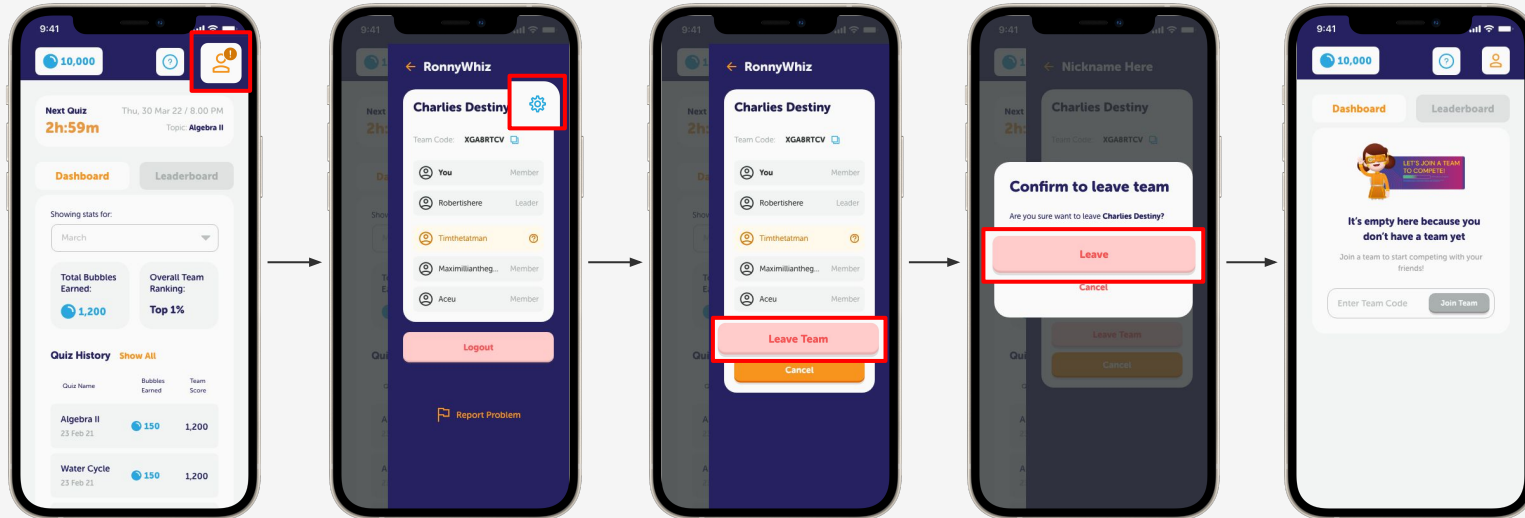 9:41
10,000
Next Quiz
Thu, 30 Mar 22 / 8.00 PM
2h:59m
Topic: Algebra II
Dashboard
Leaderboard
Showing stats for:
March
Total Bubbles Earned:
1,200
Overall Team Ranking:
Top 1%
Quiz History Show All
Quiz Name
Bubbles Earned
Team Score
Algebra II
23 Feb 21
150
1,200
Water Cycle
23 Feb 21
150
1,200
9:41
← RonnyWhiz
Charlies Destiny
Team Code: XGA8RTCV
You Member
Robertishere Leader
Timthetatman
Maximilliantheg... Member
Aceu Member
Logout
Report Problem
9:41
← RonnyWhiz
Charlies Destiny
Team Code: XGA8RTCV
You Member
Robertishere Leader
Timthetatman
Maximilliantheg... Member
Aceu Member
Leave Team
Cancel
9:41
← Nickname Here
Charlies Destiny
Team Code: XGA8RTCV
Confirm to leave team
Are you sure want to leave Charlies Destiny?
Leave
Cancel
Leave Team
Cancel
9:41
10,000
Dashboard
Leaderboard
LET'S JOIN A TEAM
TO COMPETE!
It's empty here because you
don't have a team yet
Join a team to start competing with your
friends!
Enter Team Code
Join Team